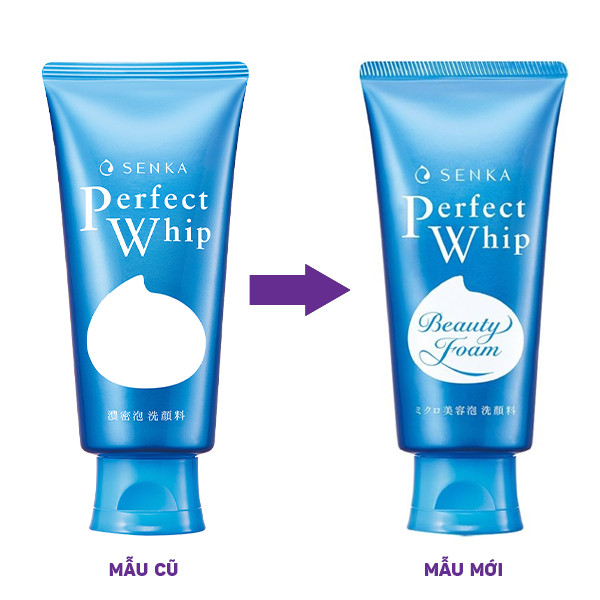 SENKA
Perfect
Whip
濃密泡 洗顔料
MẪU CŨ
SENKA
Perfect
Whip
Beauty
Foam
ミクロ美容泡 洗顔料
MẪU MỚI